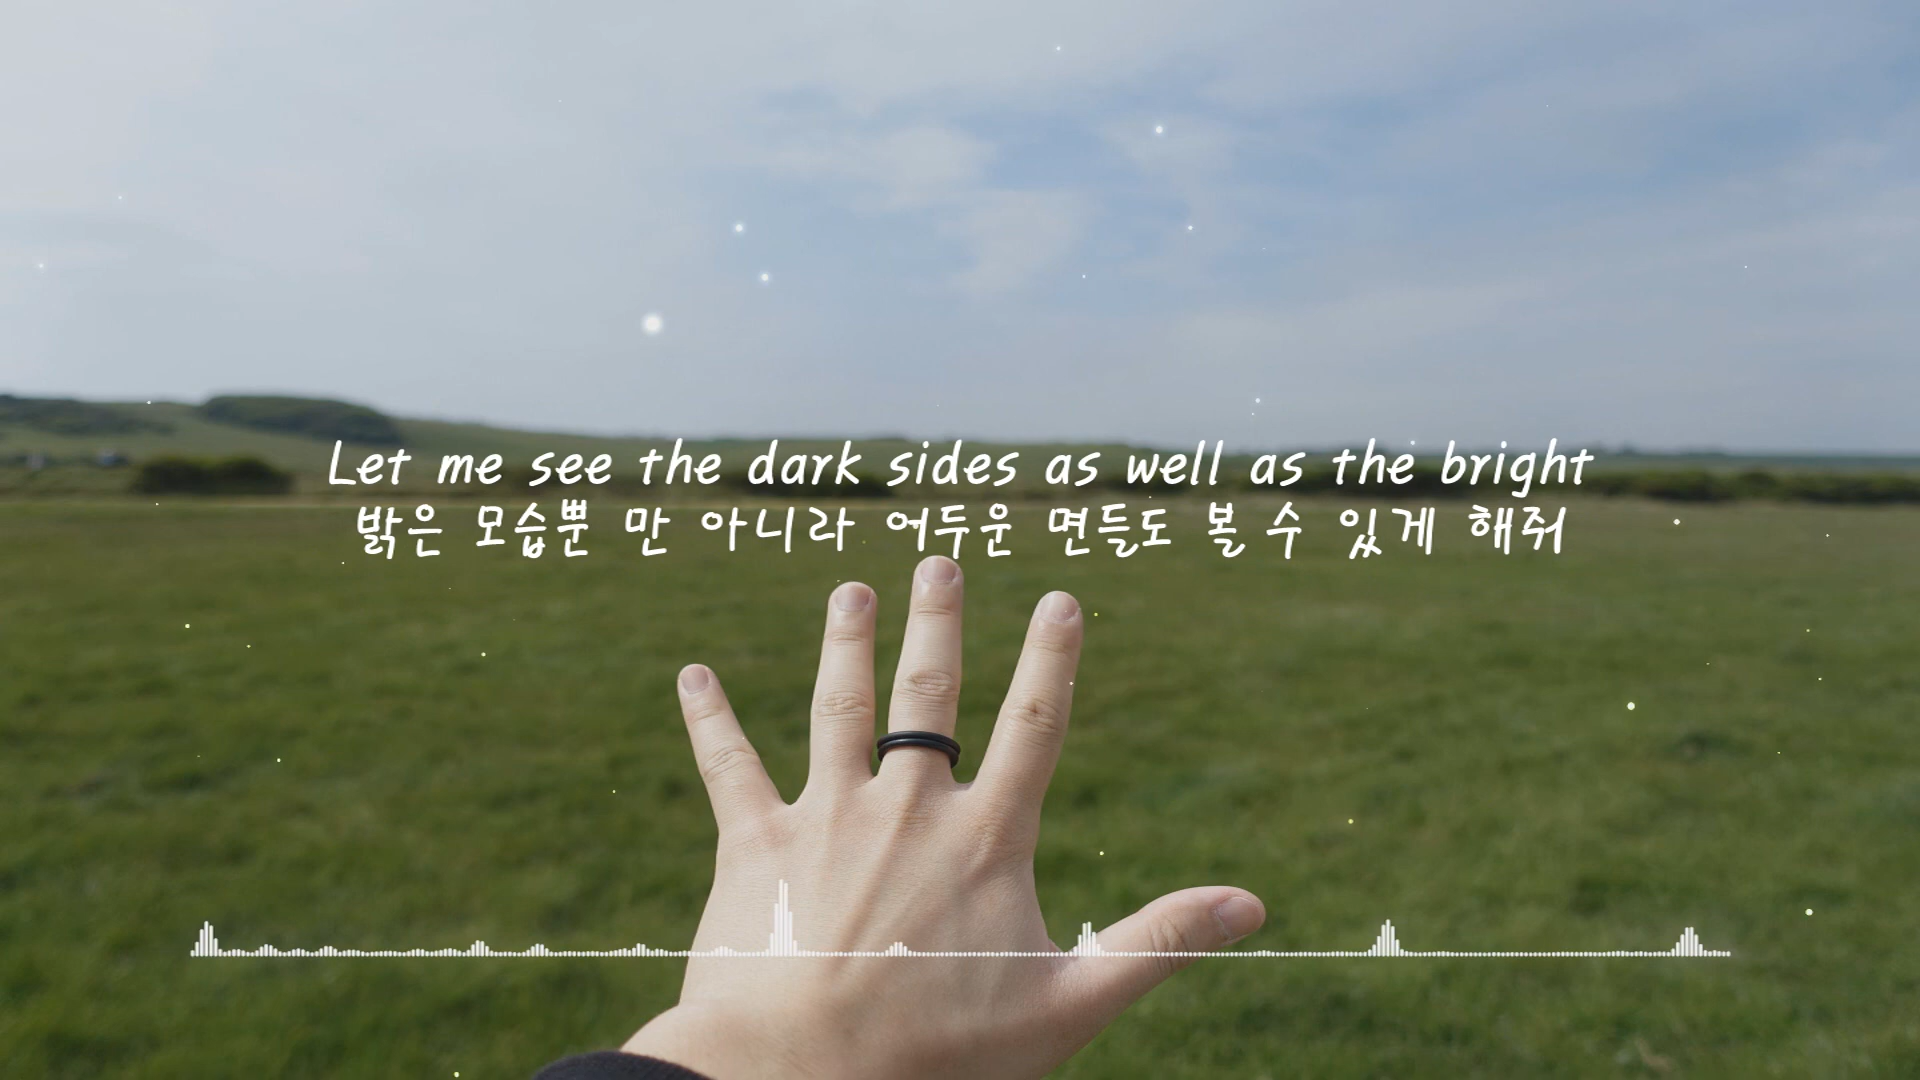 Let me see the dark sides as well as the bright
밝은 모습뿐 만 아니라 어두운 면들도 볼 수 있게 해줘